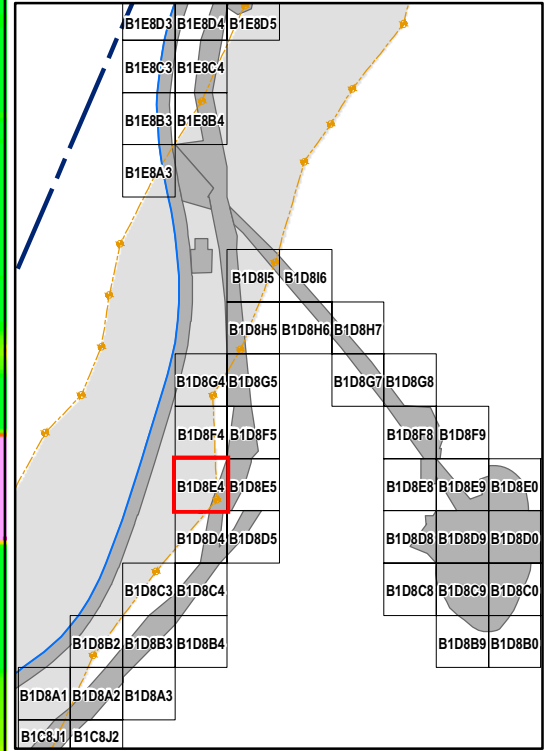 B1E8D3 B1E8D4 B1E8D5
B1E8C3 B1E8C4
B1E8B3 B1E8B4
B1E8A3
B1D8I5 B1D8I6
B1D8H5 B1D8H6 B1D8H7
B1D8G4 B1D8G5 B1D8G7 B1D8G8
B1D8F4 B1D8F5 B1D8F8 B1D8F9
B1D8E4 B1D8E5 B1D8E8 B1D8E9 B1D8E0
B1D8D4 B1D8D5 B1D8D8 B1D8D9 B1D8D0
B1D8C3 B1D8C4 B1D8C8 B1D8C9 B1D8C0
B1D8B2 B1D8B3 B1D8B4 B1D8B9 B1D8B0
B1D8A1 B1D8A2 B1D8A3
B1C8J1 B1C8J2